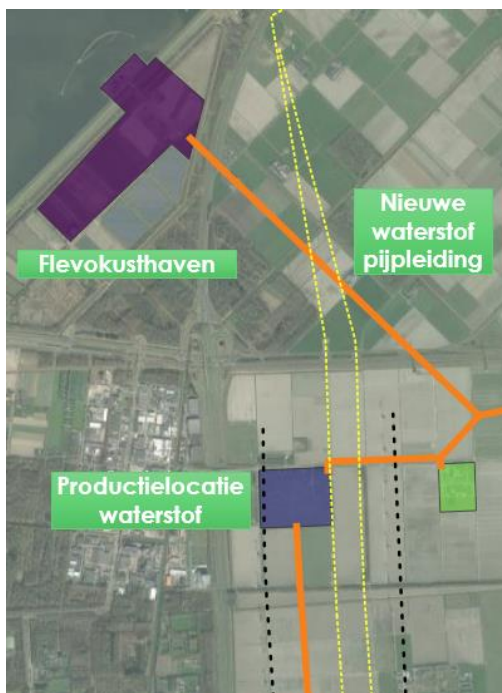 Nieuwe
waterstof
pijpleiding
Flevokusthaven
Productielocatie
waterstof